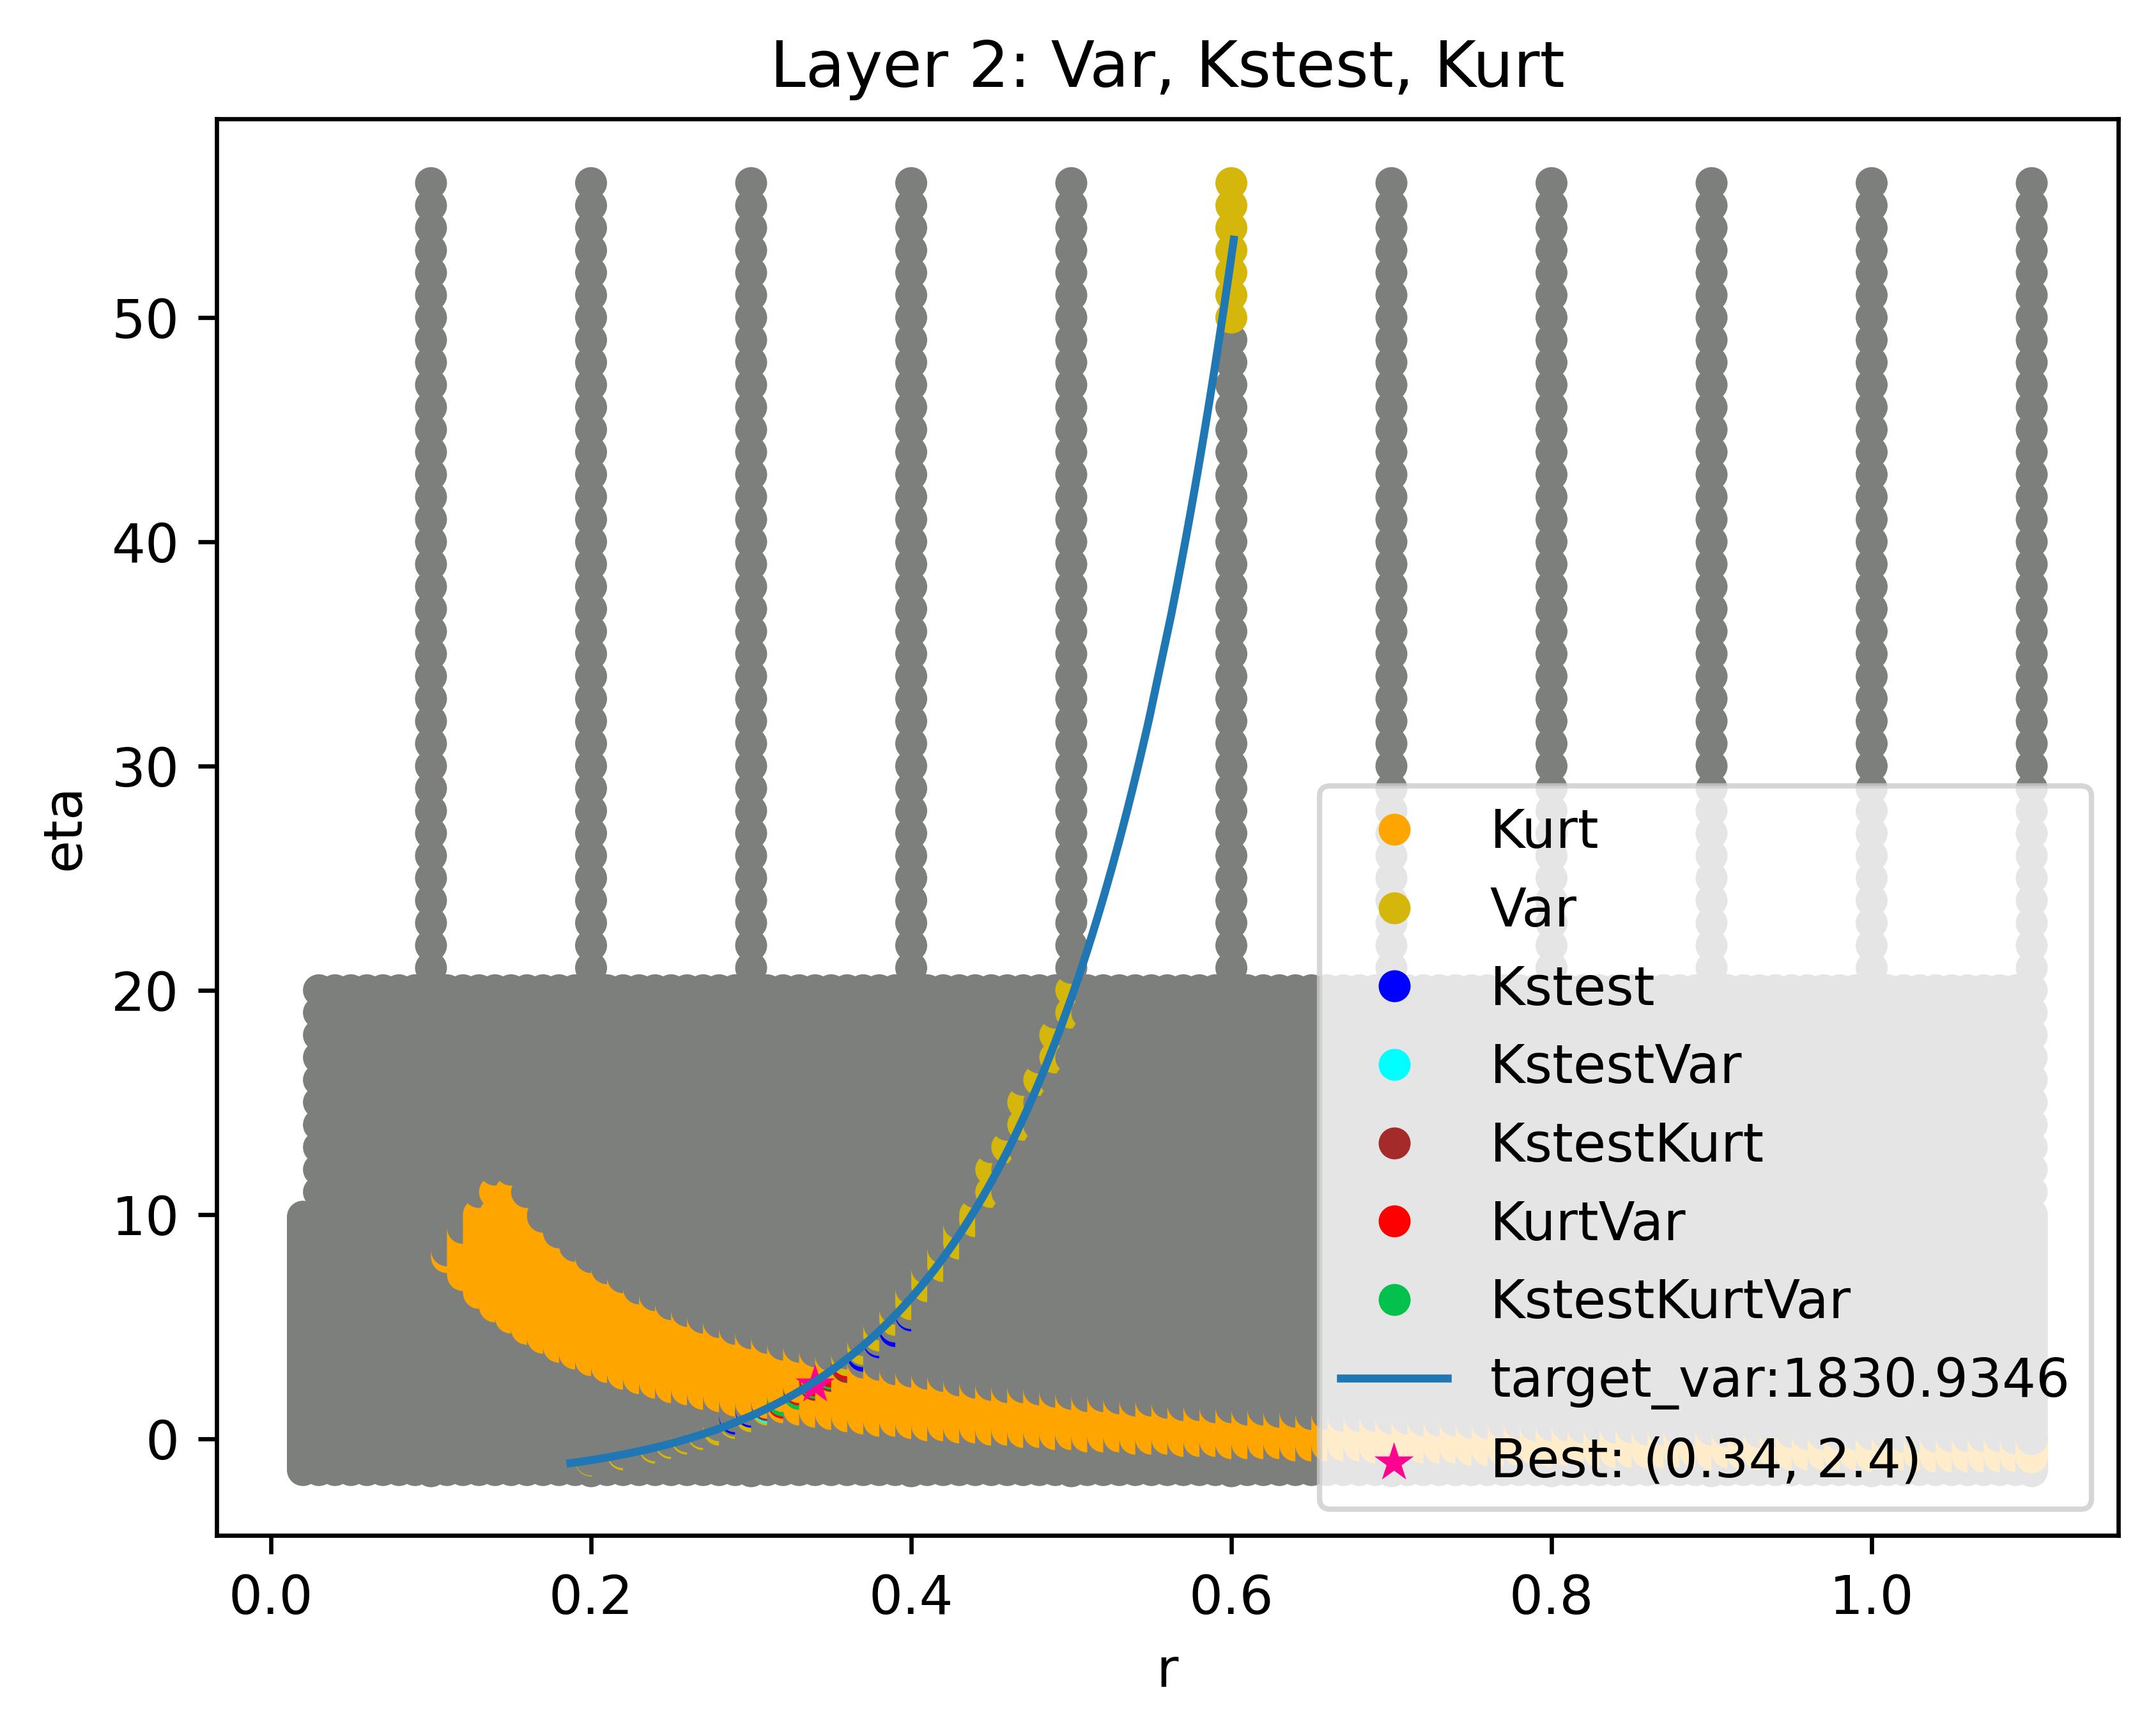 Layer 2: Var, Kstest, Kurt
eta
50
40
30
20
10
0
Kurt
Var
Kstest
KstestVar
KstestKurt
KurtVar
KstestKurtVar
target_var:1830.9346
Best: (0.34, 2.4)
0.0 0.2 0.4 0.6 0.8 1.0
r